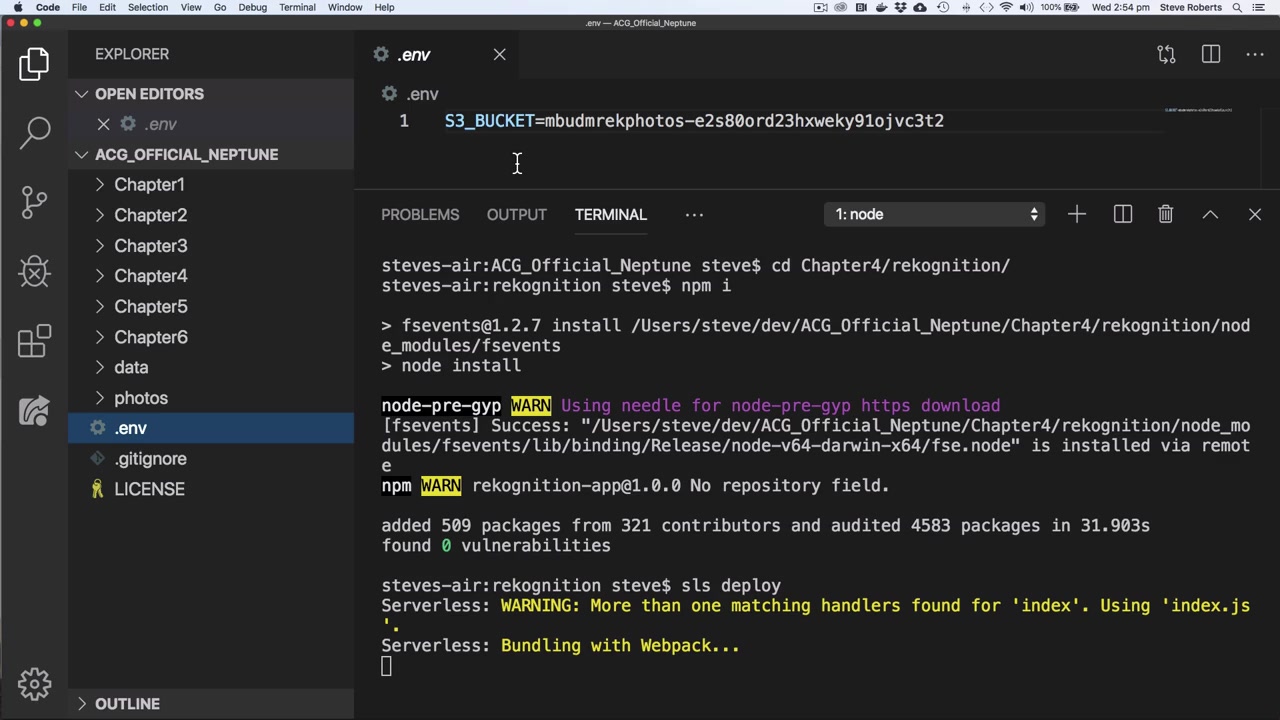 Code File Edit Selection View Go Debug Terminal Window Help 100% Wed 2:54 pm Steve Roberts
.env — ACG_Official_Neptune
EXPLORER
OPEN EDITORS
.env
ACG_OFFICIAL_NEPTUNE
Chapter1
Chapter2
Chapter3
Chapter4
Chapter5
Chapter6
data
photos
.env
.gitignore
LICENSE
OUTLINE
.env
.env
1 S3_BUCKET=mbudmrekphotos-e2s80ord23hxweky91ojvc3t2
PROBLEMS OUTPUT TERMINAL ... 1: node
steves-air:ACG_Official_Neptune steve$ cd Chapter4/rekognition/
steves-air:rekognition steve$ npm i
> fsevents@1.2.7 install /Users/steve/dev/ACG_Official_Neptune/Chapter4/rekognition/nod
e_modules/fsevents
> node install
node-pre-gyp WARN Using needle for node-pre-gyp https download
[fsevents] Success: "/Users/steve/dev/ACG_Official_Neptune/Chapter4/rekognition/node_mo
dules/fsevents/lib/binding/Release/node-v64-darwin-x64/fse.node" is installed via remot
e
npm WARN rekognition-app@1.0.0 No repository field.
added 509 packages from 321 contributors and audited 4583 packages in 31.903s
found 0 vulnerabilities
steves-air:rekognition steve$ sls deploy
Serverless: WARNING: More than one matching handlers found for 'index'. Using 'index.js
'.
Serverless: Bundling with Webpack...